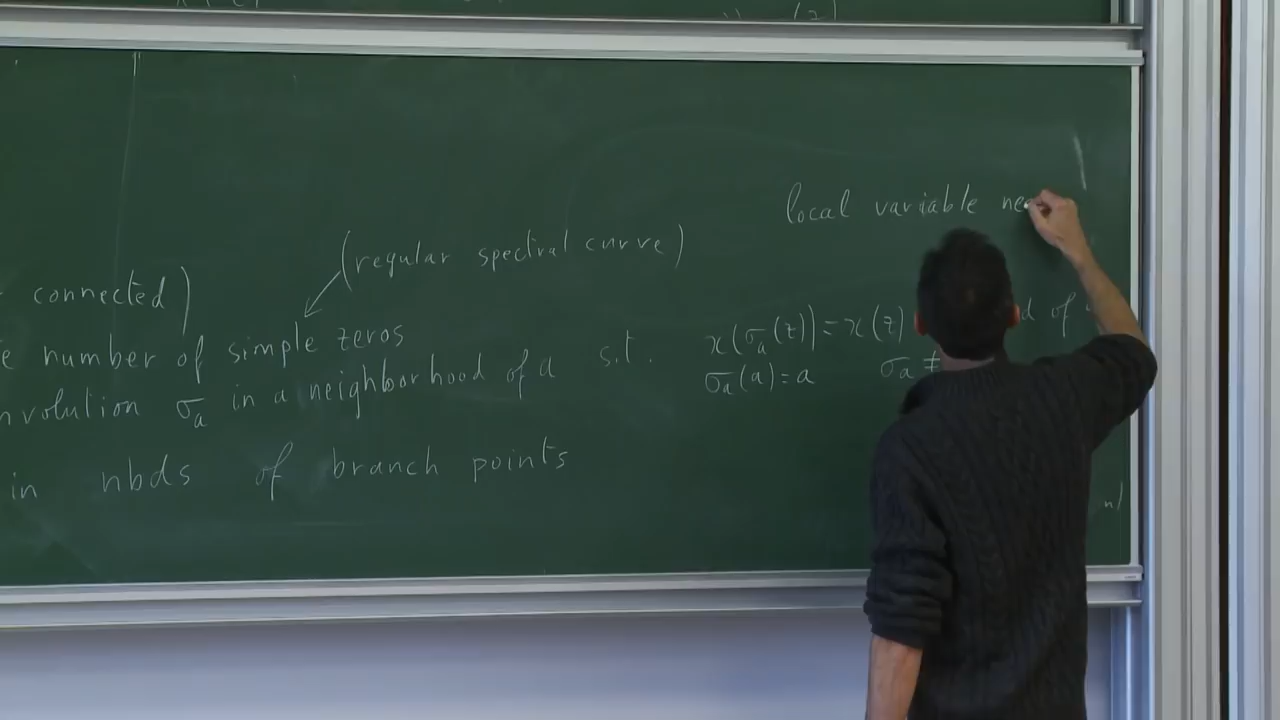 local variable ne
(regular spectral curve)
connected)
number of simple zeros
nvolution σ_a in a neighborhood of a s.t. x(σ_a(z)) = x(z) d of
σ_a(a) = a σ_a ≠
in nbds of branch points